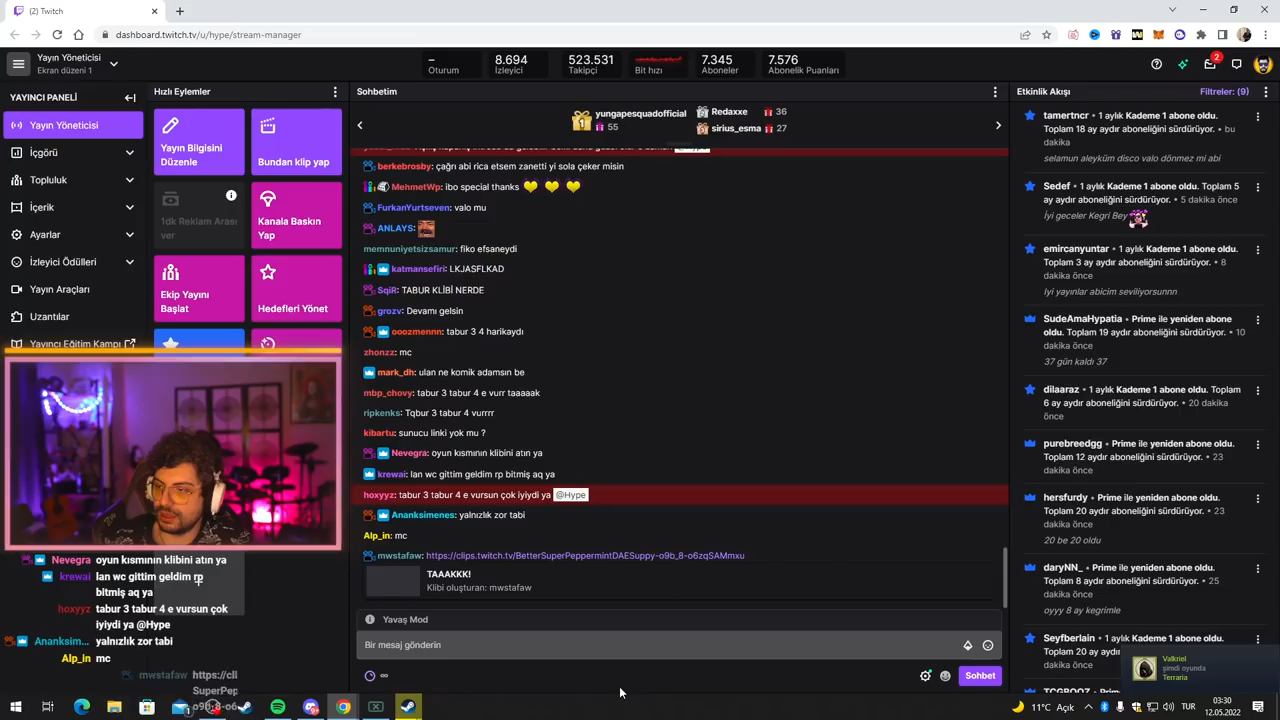 (2) Twitch
dashboard.twitch.tv/u/hype/stream-manager
Yayın Yöneticisi
Ekran düzeni 1
–
Oturum
8.694
İzleyici
523.531
Takipçi
Bit hızı
7.345
Aboneler
7.576
Abonelik Puanları
2
YAYINCI PANELİ
Yayın Yöneticisi
İçgörü
Topluluk
İçerik
Ayarlar
İzleyici Ödülleri
Yayın Araçları
Uzantılar
Yayıncı Eğitim Kampı
Hızlı Eylemler
Yayın Bilgisini
Düzenle
Bundan klip yap
1dk Reklam Arası
ver
Kanala Baskın
Yap
Ekip Yayını
Başlat
Hedefleri Yönet
Sohbetim
1
yungapesquadofficial
55
Redaxxe 36
sirius_esma 27
berkebrosby: çağrı abi rica etsem zanetti yi sola çeker misin
MehmetWp: ibo special thanks
FurkanYurtseven: valo mu
ANLAYS:
memnuniyetsizsamur: fiko efsaneydi
katmansefiri: LKJASFLKAD
SqiR: TABUR KLİBİ NERDE
grozv: Devamı gelsin
ooozmennn: tabur 3 4 harikaydı
zhonzz: mc
mark_dh: ulan ne komik adamsın be
mbp_chovy: tabur 3 tabur 4 e vurr taaaaak
ripkenks: Tqbur 3 tabur 4 vurrrr
kibartu: sunucu linki yok mu ?
Nevegra: oyun kısmının klibini atın ya
krewai: lan wc gittim geldim rp bitmiş aq ya
hoxyyz: tabur 3 tabur 4 e vursun çok iyiydi ya @Hype
Ananksimenes: yalnızlık zor tabi
Alp_in: mc
mwstafaw: https://clips.twitch.tv/BetterSuperPeppermintDAESuppy-o9b_8-o6zqSAMmxu
TAAAKKK!
Klibi oluşturan: mwstafaw
Yavaş Mod
Bir mesaj gönderin
Sohbet
Etkinlik Akışı
Filtreler: (9)
tamertncr • 1 aylık Kademe 1 abone oldu.
Toplam 18 ay aydır aboneliğini sürdürüyor. • bu
dakika
selamun aleyküm disco valo dönmez mi abi
Sedef • 1 aylık Kademe 1 abone oldu. Toplam 5
ay aydır aboneliğini sürdürüyor. • 5 dakika önce
İyi geceler Kegri Bey
emircanyuntar • 1 aylık Kademe 1 abone oldu.
Toplam 3 ay aydır aboneliğini sürdürüyor. • 8
dakika önce
Iyi yayınlar abicim seviliyorsunnn
SudeAmaHypatia • Prime ile yeniden abone
oldu. Toplam 19 ay aydır aboneliğini sürdürüyor. • 10
dakika önce
37 gün kaldı 37
dilaaraz • 1 aylık Kademe 1 abone oldu. Toplam
6 ay aydır aboneliğini sürdürüyor. • 20 dakika
önce
purebreedgg • Prime ile yeniden abone oldu.
Toplam 12 ay aydır aboneliğini sürdürüyor. • 23
dakika önce
hersfurdy • Prime ile yeniden abone oldu.
Toplam 20 ay aydır aboneliğini sürdürüyor. • 23
dakika önce
20 be 20 oldu
daryNN_ • Prime ile yeniden abone oldu.
Toplam 8 ay aydır aboneliğini sürdürüyor. • 25
dakika önce
oyyy 8 ay kegrimle
Seyfberlain • 1 aylık Kademe 1 abone oldu.
Toplam 20 ay
TCGBOOZ
Valkriel
şimdi oyunda
Terraria
Nevegra oyun kısmının klibini atın ya
krewai lan wc gittim geldim rp
bitmiş aq ya
hoxyyz tabur 3 tabur 4 e vursun çok
iyiydi ya @Hype
Ananksim... yalnızlık zor tabi
Alp_in mc
mwstafaw https://cli
SuperPep
o9b_8-o6
11°C Açık
TUR
03:30
12.05.2022